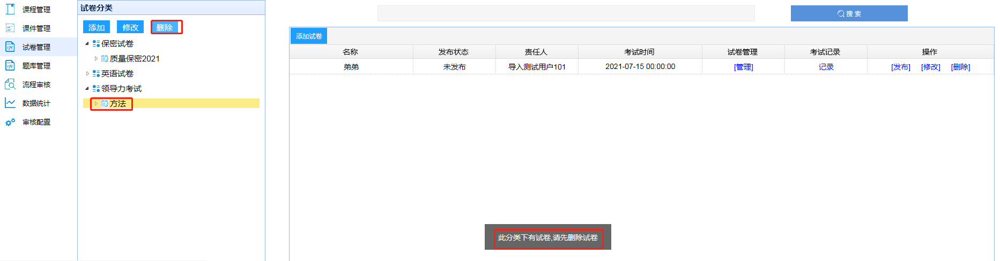 课程管理
课件管理
试卷管理
题库管理
流程审核
数据统计
审核配置
试卷分类
添加 修改 删除
保密试卷
质量保密2021
英语试卷
领导力考试
方法
搜索
添加试卷
名称 发布状态 责任人 考试时间 试卷管理 考试记录 操作
弟弟 未发布 导入测试用户101 2021-07-15 00:00:00 [管理] 记录 [发布] [修改] [删除]
此分类下有试卷,请先删除试卷